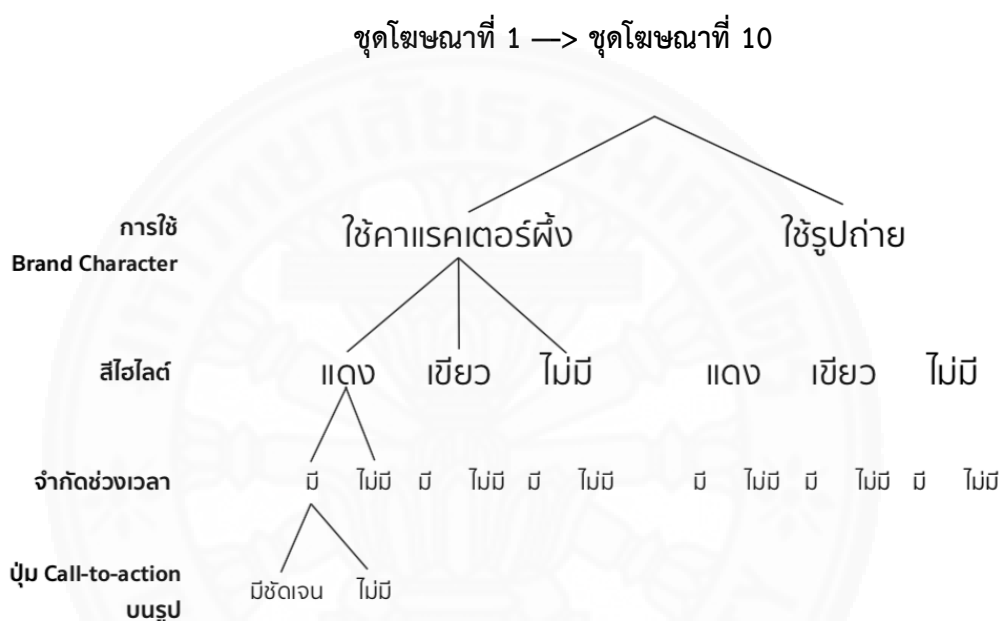 ชุดโฆษณาที่ 1 —> ชุดโฆษณาที่ 10
การใช้
Brand Character
ใช้คาแรคเตอร์ผึ้ง ใช้รูปถ่าย
สีไฮไลต์ แดง เขียว ไม่มี แดง เขียว ไม่มี
จำกัดช่วงเวลา มี ไม่มี มี ไม่มี มี ไม่มี มี ไม่มี มี ไม่มี มี ไม่มี
ปุ่ม Call-to-action
บนรูป
มีชัดเจน ไม่มี